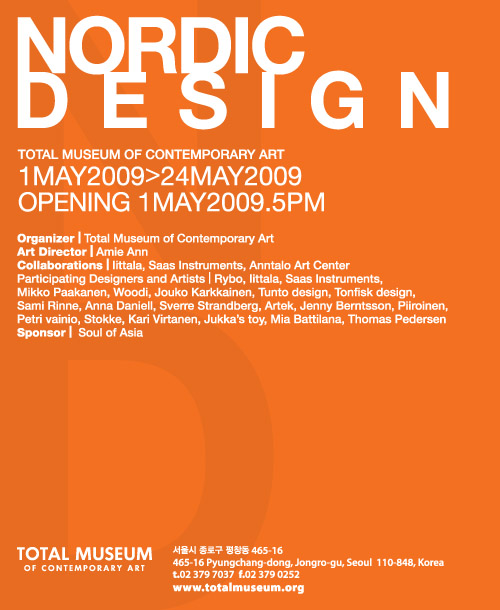 NORDIC
DESIGN
TOTAL MUSEUM OF CONTEMPORARY ART
1MAY2009>24MAY2009
OPENING 1MAY2009.5PM
Organizer | Total Museum of Contemporary Art
Art Director | Amie Ann
Collaborations | Iittala, Saas Instruments, Anntalo Art Center
Participating Designers and Artists | Rybo, Iittala, Saas Instruments,
Mikko Paakanen, Woodi, Jouko Karkkainen, Tunto design, Tonfisk design,
Sami Rinne, Anna Daniell, Sverre Strandberg, Artek, Jenny Berntsson, Piiroinen,
Petri vainio, Stokke, Kari Virtanen, Jukka's toy, Mia Battilana, Thomas Pedersen
Sponsor | Soul of Asia
TOTAL MUSEUM
OF CONTEMPORARY ART
서울시 종로구 평창동 465-16
465-16 Pyungchang-dong, Jongro-gu, Seoul 110-848, Korea
t.02 379 7037 f.02 379 0252
www.totalmuseum.org